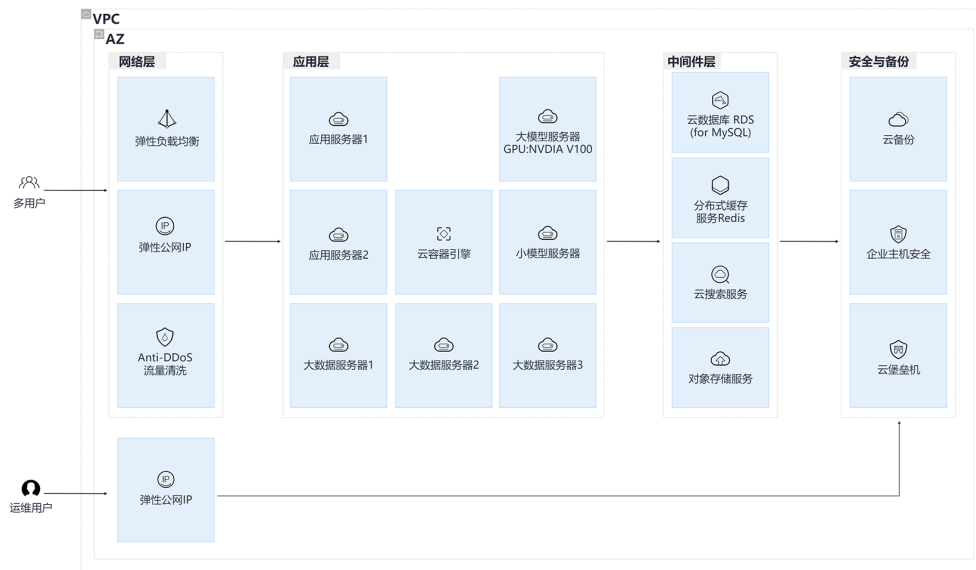 VPC
AZ
网络层
弹性负载均衡
弹性公网IP
Anti-DDoS
流量清洗
应用层
应用服务器1
大模型服务器
GPU:NVDIA V100
应用服务器2
云容器引擎
小模型服务器
大数据服务器1
大数据服务器2
大数据服务器3
中间件层
云数据库 RDS
(for MySQL)
分布式缓存
服务Redis
云搜索服务
对象存储服务
安全与备份
云备份
企业主机安全
云堡垒机
多用户
运维用户
弹性公网IP